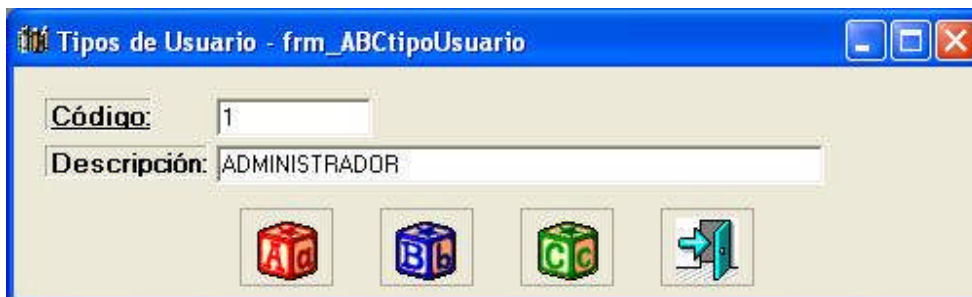 Tipos de Usuario - frm_ABCtipoUsuario
Código: 1
Descripción: ADMINISTRADOR
Aa Bb Cc